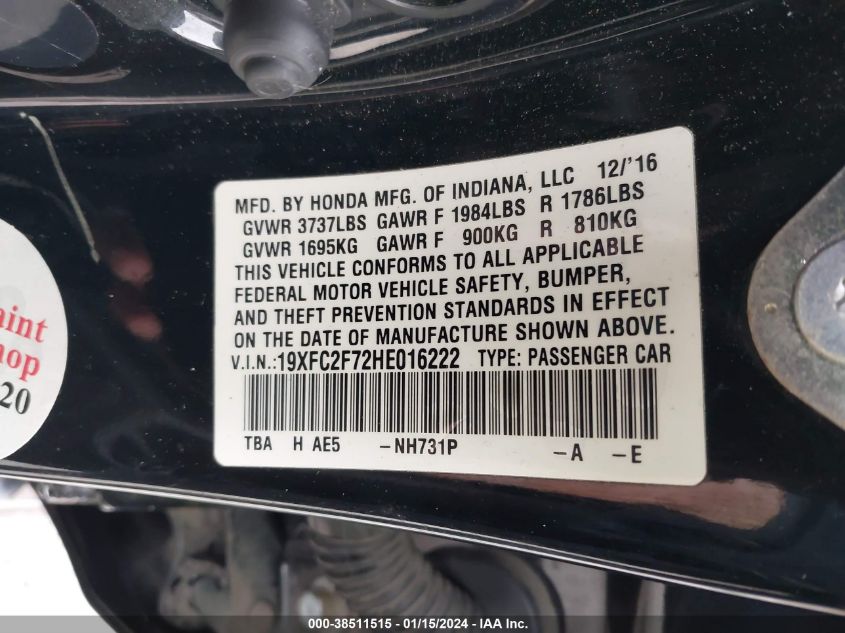 MFD. BY HONDA MFG. OF INDIANA, LLC 12/'16
GVWR 3737LBS GAWR F 1984LBS R 1786LBS
GVWR 1695KG GAWR F 900KG R 810KG
THIS VEHICLE CONFORMS TO ALL APPLICABLE
FEDERAL MOTOR VEHICLE SAFETY, BUMPER,
AND THEFT PREVENTION STANDARDS IN EFFECT
ON THE DATE OF MANUFACTURE SHOWN ABOVE.
V.I.N.:19XFC2F72HE016222 TYPE: PASSENGER CAR
TBA H AE5 -NH731P -A -E
aint
hop
20
000-38511515 - 01/15/2024 - IAA Inc.